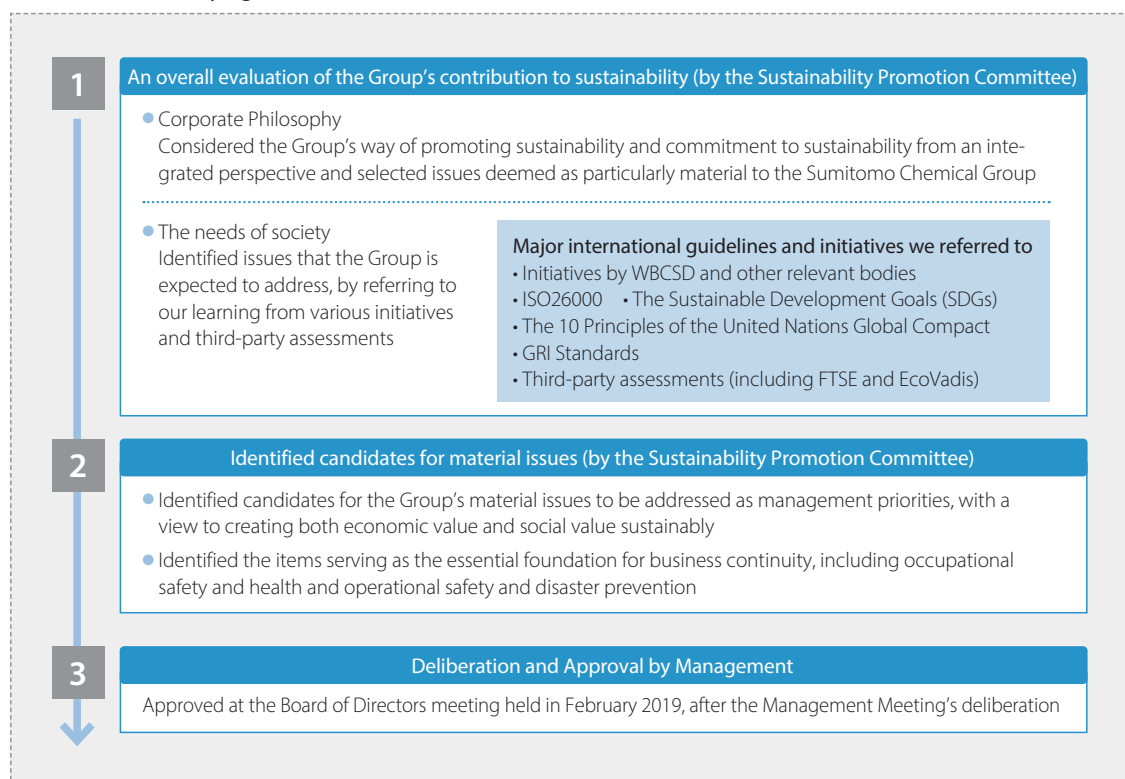 1
An overall evaluation of the Group's contribution to sustainability (by the Sustainability Promotion Committee)
• Corporate Philosophy
Considered the Group's way of promoting sustainability and commitment to sustainability from an inte-
grated perspective and selected issues deemed as particularly material to the Sumitomo Chemical Group
• The needs of society
Identified issues that the Group is
expected to address, by referring to
our learning from various initiatives
and third-party assessments
Major international guidelines and initiatives we referred to
• Initiatives by WBCSD and other relevant bodies
• ISO26000 • The Sustainable Development Goals (SDGs)
• The 10 Principles of the United Nations Global Compact
• GRI Standards
• Third-party assessments (including FTSE and EcoVadis)
2
Identified candidates for material issues (by the Sustainability Promotion Committee)
• Identified candidates for the Group's material issues to be addressed as management priorities, with a
view to creating both economic value and social value sustainably
• Identified the items serving as the essential foundation for business continuity, including occupational
safety and health and operational safety and disaster prevention
3
Deliberation and Approval by Management
Approved at the Board of Directors meeting held in February 2019, after the Management Meeting's deliberation